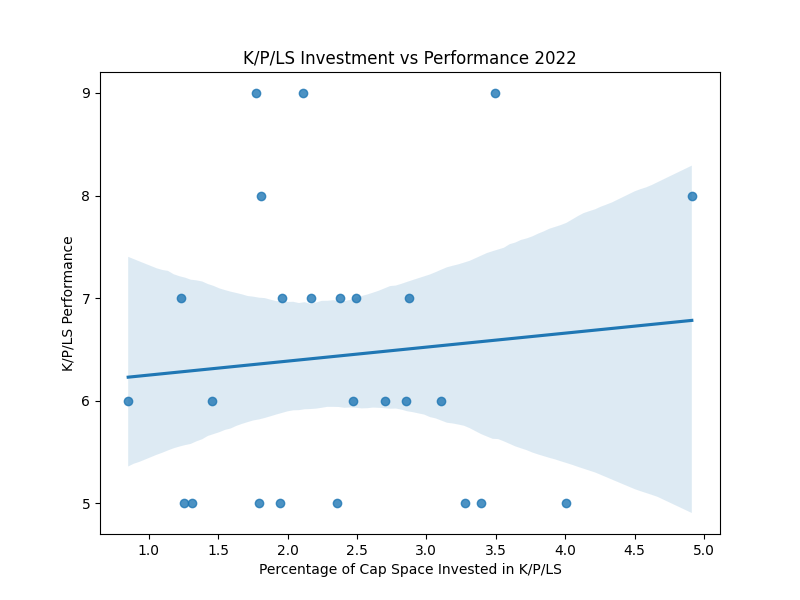 K/P/LS Investment vs Performance 2022
K/P/LS Performance
9
8
7
6
5
1.0 1.5 2.0 2.5 3.0 3.5 4.0 4.5 5.0
Percentage of Cap Space Invested in K/P/LS